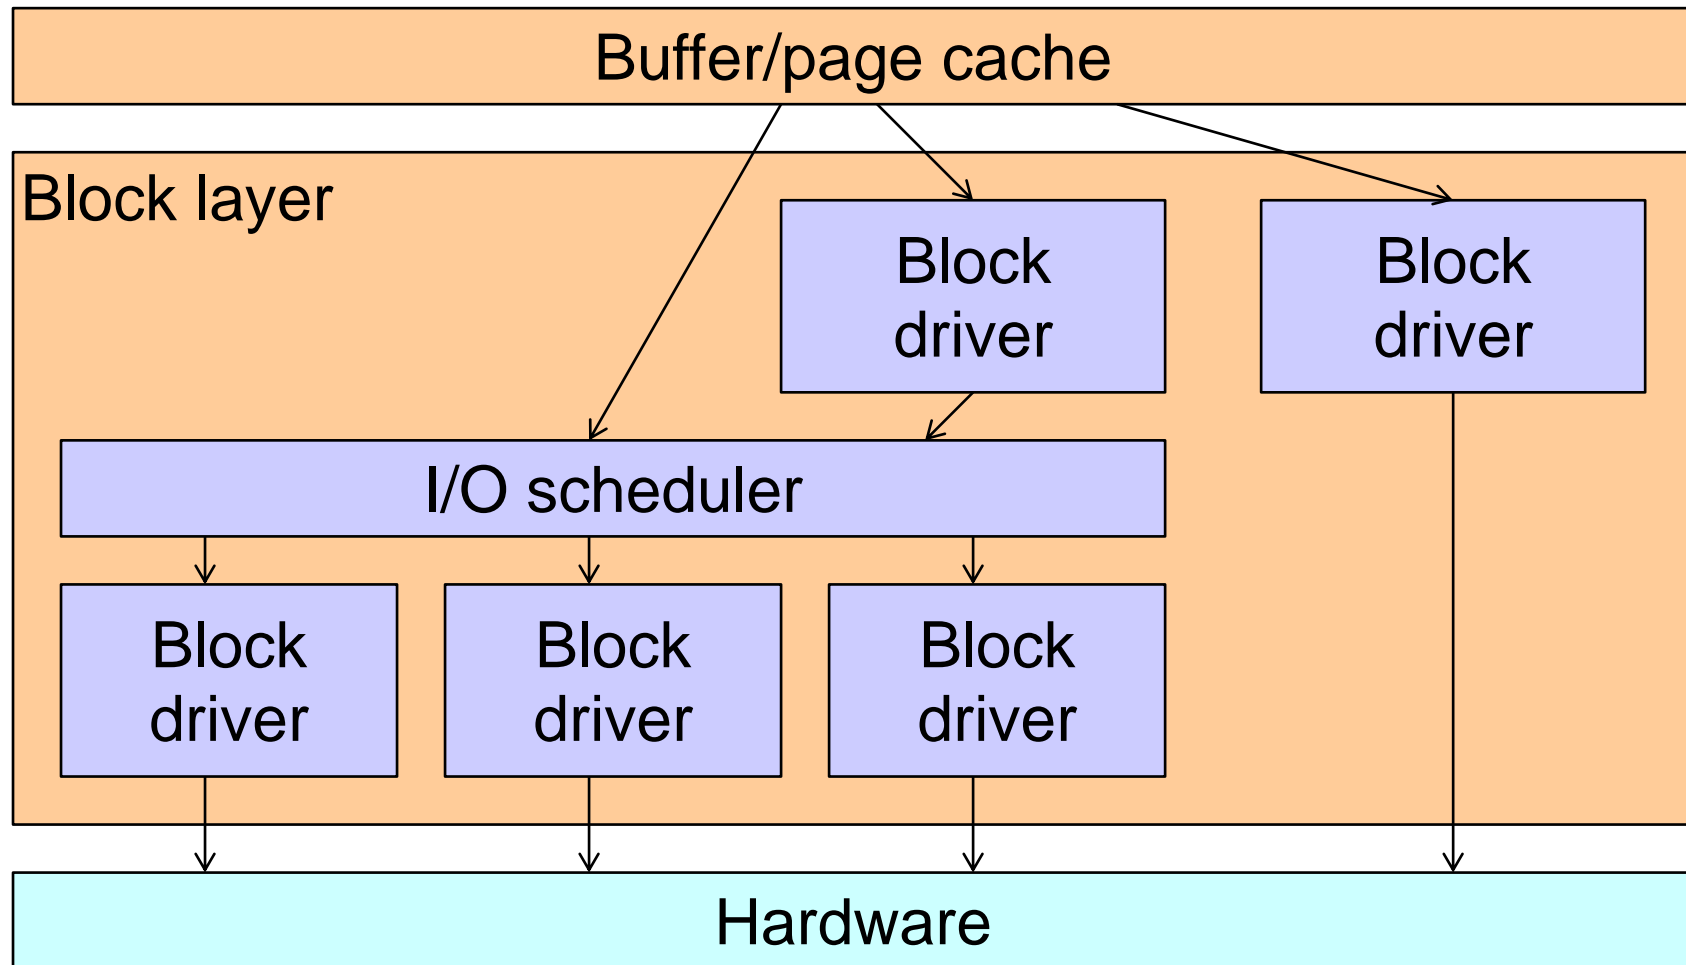 Buffer/page cache
Block layer
Block
driver
Block
driver
I/O scheduler
Block
driver
Block
driver
Block
driver
Hardware